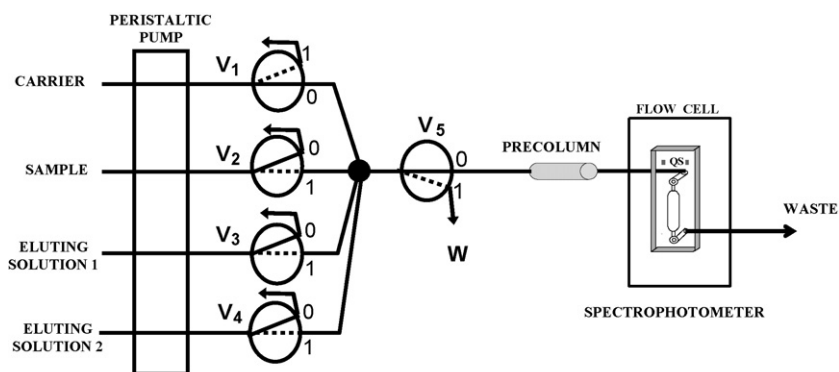 PERISTALTIC
PUMP
CARRIER
V1
1
0
SAMPLE
V2
0
1
ELUTING
SOLUTION 1
V3
0
1
ELUTING
SOLUTION 2
V4
0
1
V5
0
1
W
PRECOLUMN
FLOW CELL
QS
WASTE
SPECTROPHOTOMETER